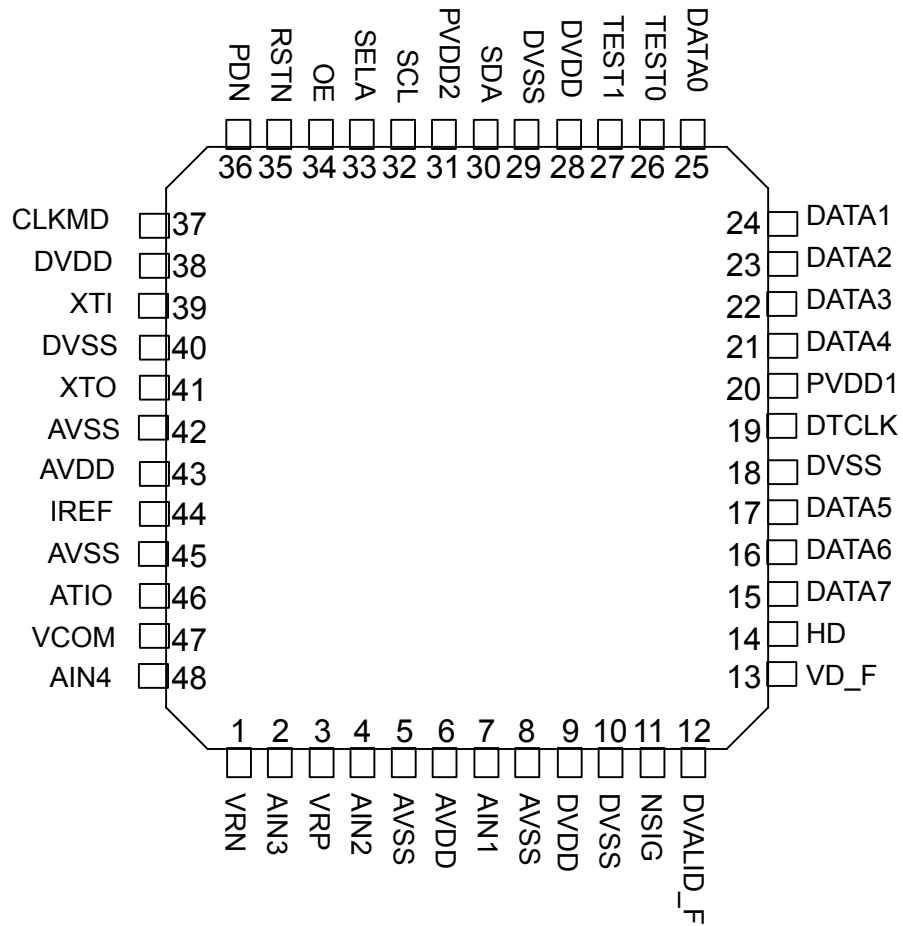 PDN RSTN OE SELA SCL PVDD2 SDA DVSS DVDD TEST1 TEST0 DATA0
36 35 34 33 32 31 30 29 28 27 26 25
CLKMD 37
DVDD 38
XTI 39
DVSS 40
XTO 41
AVSS 42
AVDD 43
IREF 44
AVSS 45
ATIO 46
VCOM 47
AIN4 48
24 DATA1
23 DATA2
22 DATA3
21 DATA4
20 PVDD1
19 DTCLK
18 DVSS
17 DATA5
16 DATA6
15 DATA7
14 HD
13 VD_F
1 2 3 4 5 6 7 8 9 10 11 12
VRN AIN3 VRP AIN2 AVSS AVDD AIN1 AVSS DVDD DVSS NSIG DVALID_F